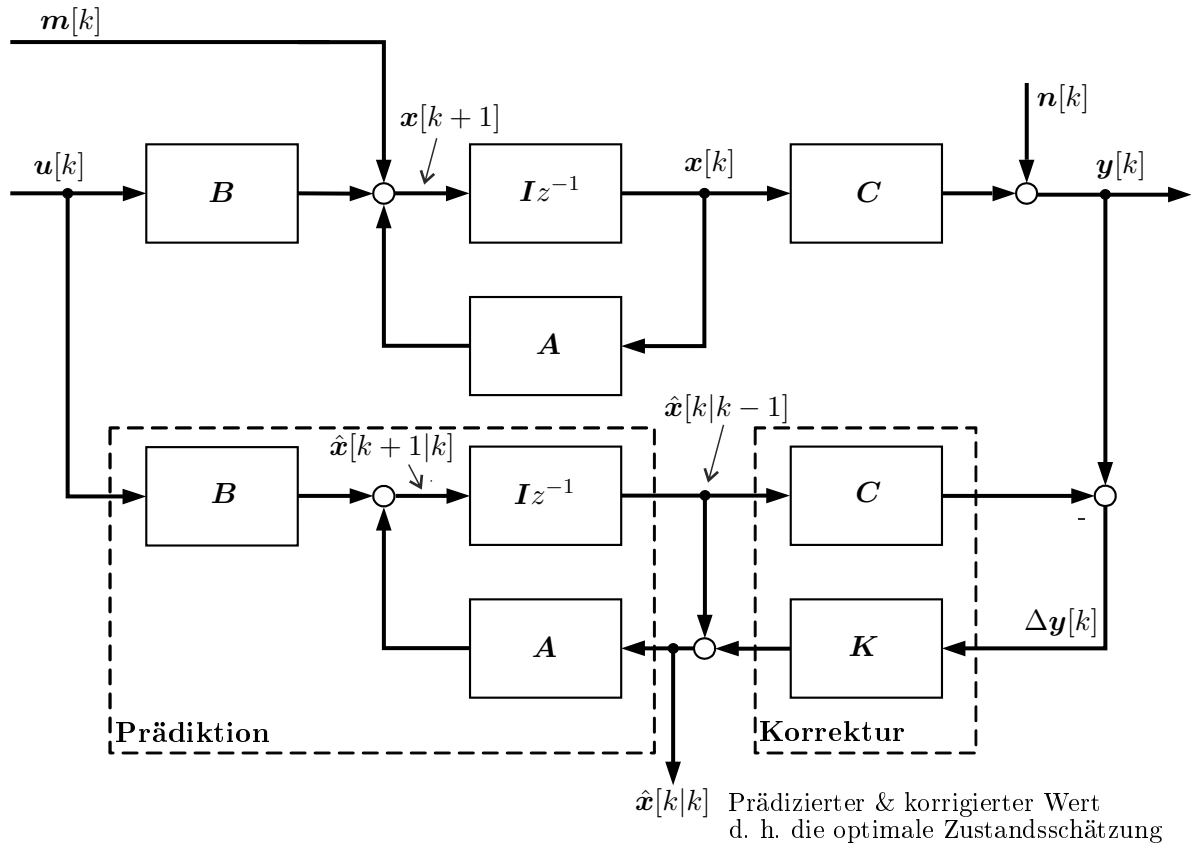 m[k]
x[k + 1]
n[k]
u[k]
B
Iz⁻¹
x[k]
C
y[k]
A
x̂[k|k − 1]
x̂[k + 1|k]
B
Iz⁻¹
C
-
A
K
Δy[k]
Prädiktion
Korrektur
x̂[k|k]
Prädizierter & korrigierter Wert
d. h. die optimale Zustandsschätzung